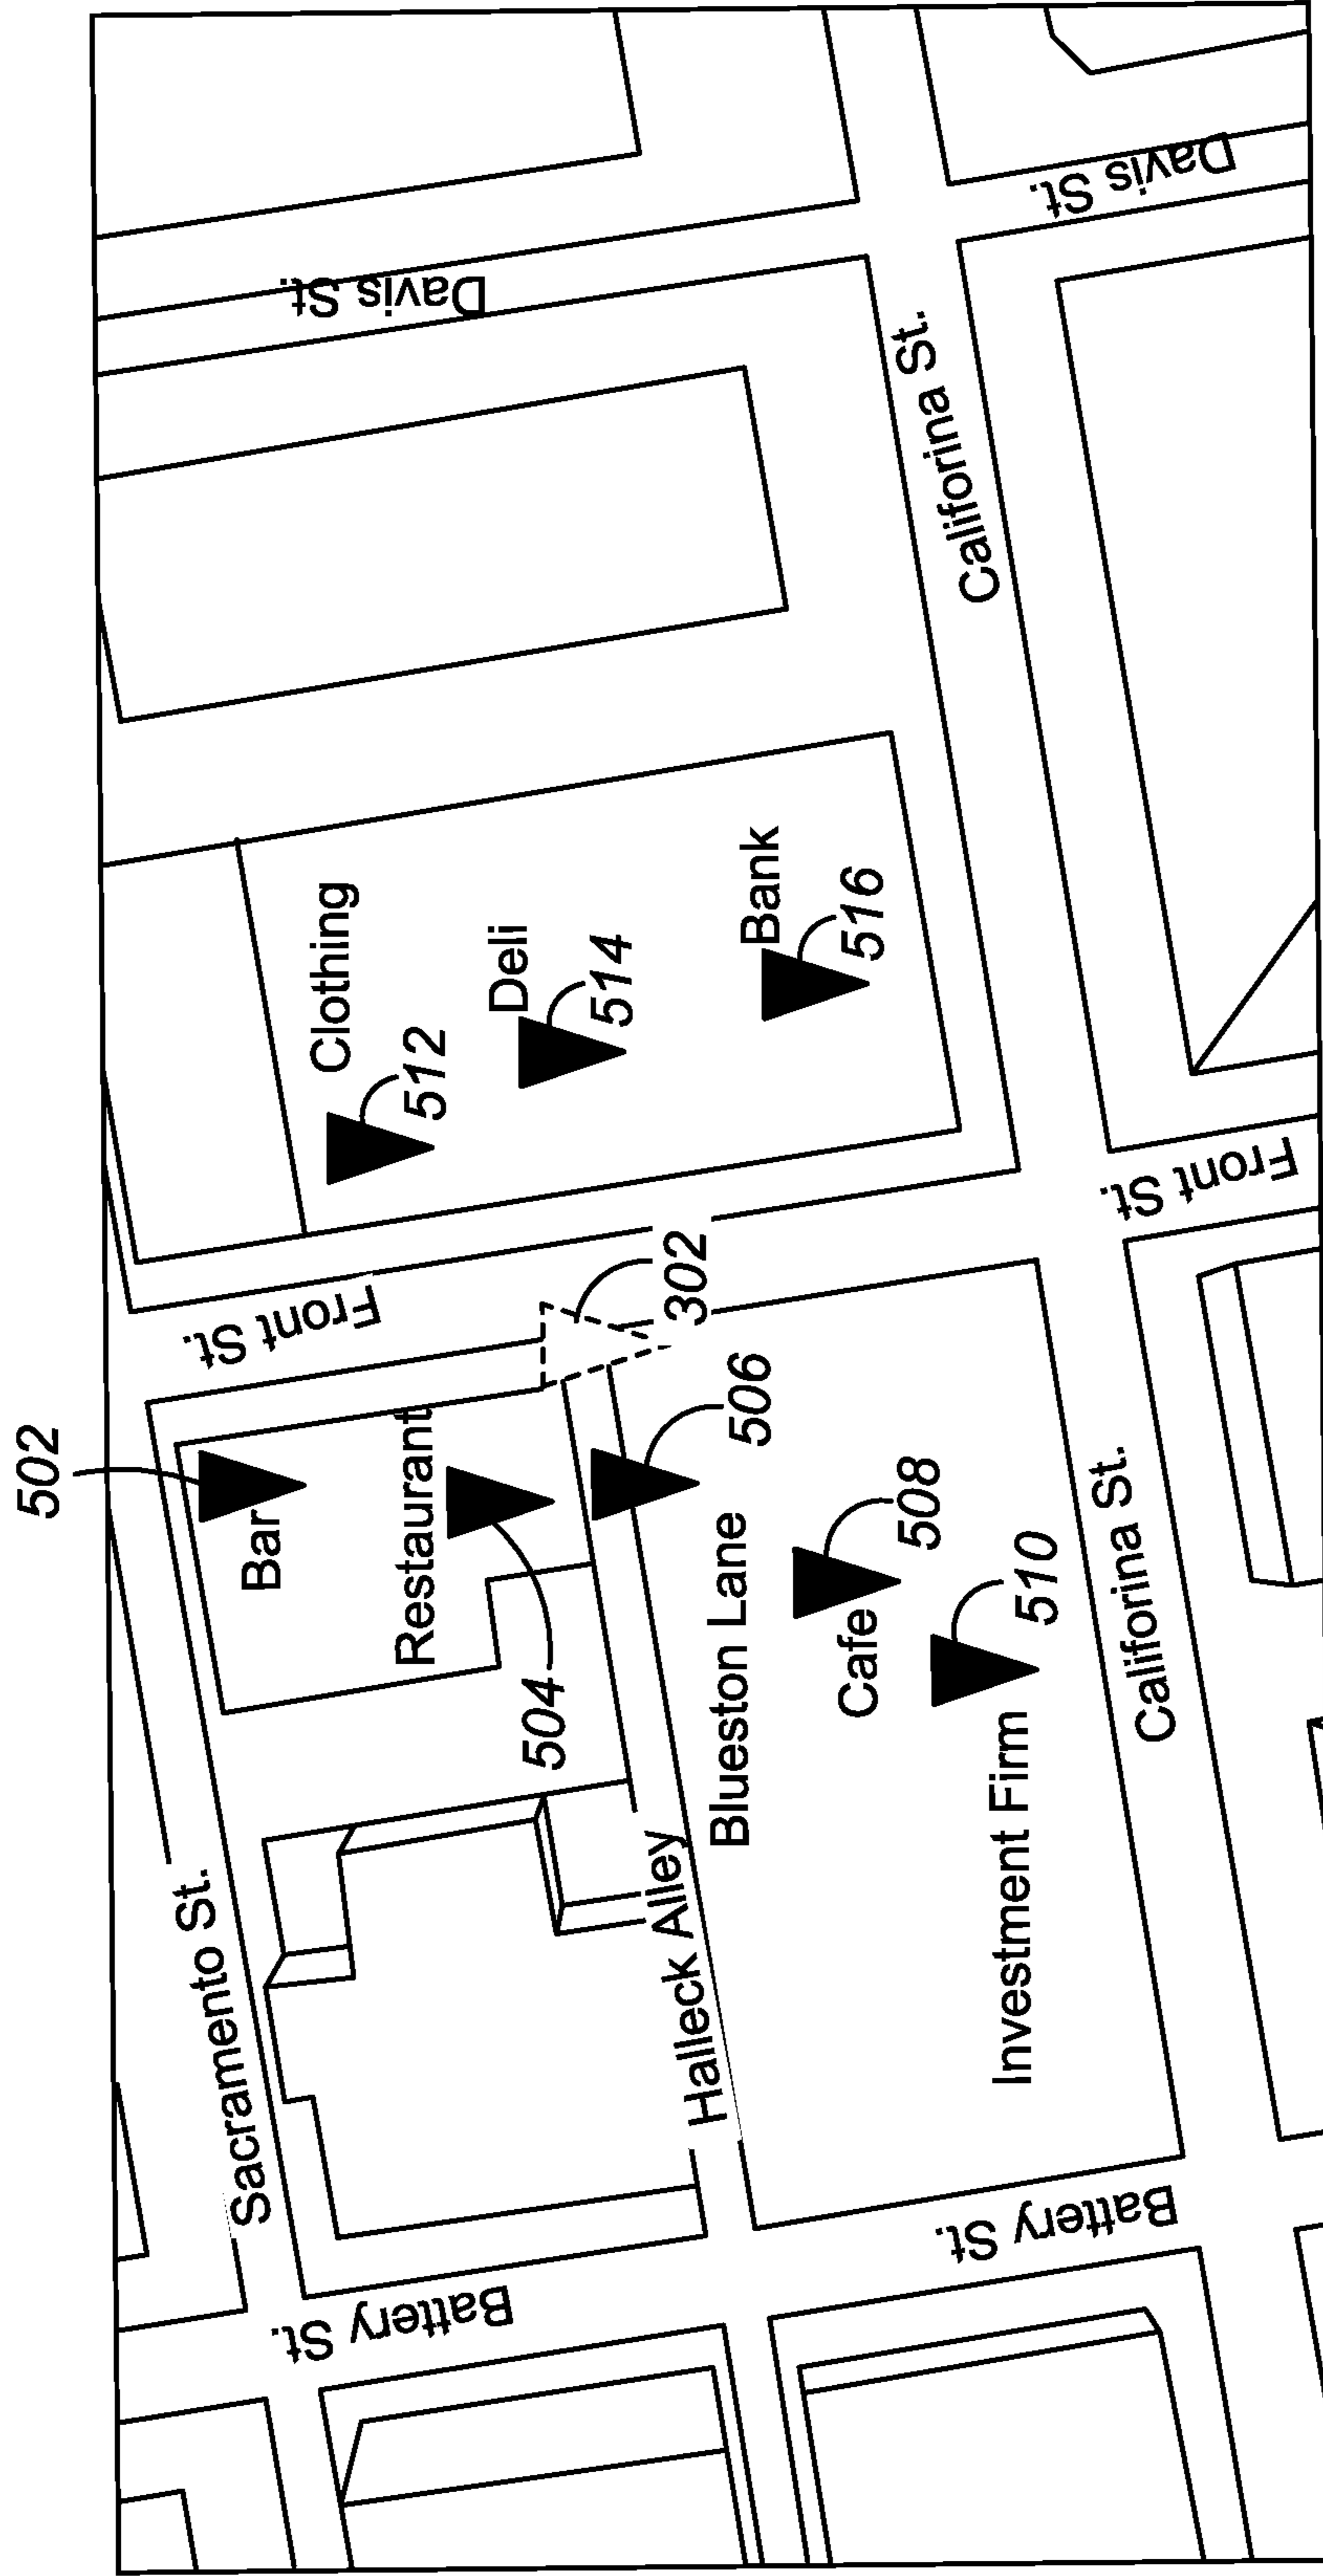 502
Sacramento St.
Front St.
Bar
Restaurant
504
Clothing
512
Davis St.
Deli
514
302
506
Battery St.
Halleck Alley
Blueston Lane
Bank
516
Cafe
508
Investment Firm
510
Califorina St.
Califorina St.
Battery St.
Front St.
Davis St.